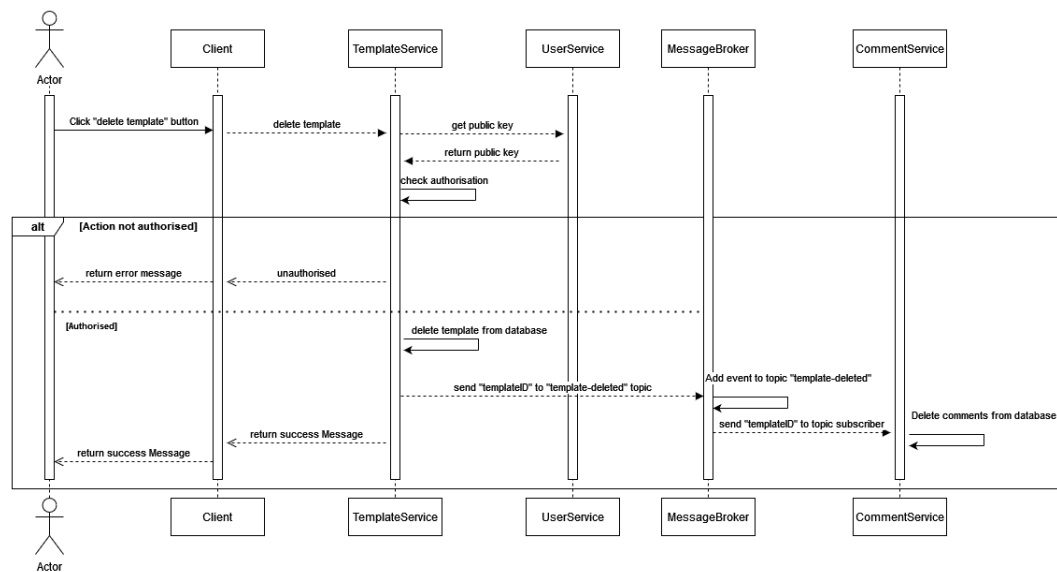 Client
TemplateService
UserService
MessageBroker
CommentService
Actor
Click "delete template" button
delete template
get public key
return public key
check authorisation
alt
[Action not authorised]
return error message
unauthorised
[Authorised]
delete template from database
send "templateID" to "template-deleted" topic
Add event to topic "template-deleted"
send "templateID" to topic subscriber
Delete comments from database
return success Message
return success Message
Client
TemplateService
UserService
MessageBroker
CommentService
Actor